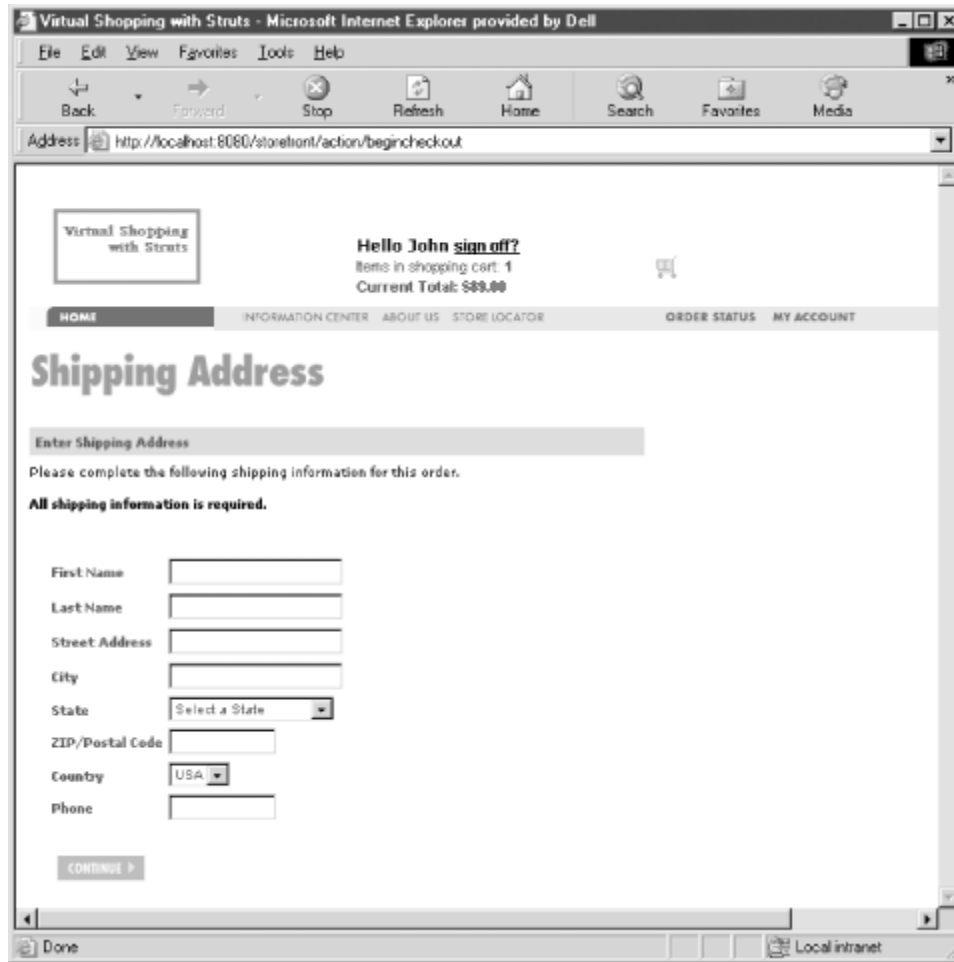 Virtual Shopping with Struts - Microsoft Internet Explorer provided by Dell
File Edit View Favorites Tools Help
Back Forward Stop Refresh Home Search Favorites Media »
Address http://localhost:8080/storefront/action/begincheckout
Virtual Shopping
with Struts
Hello John sign off?
Items in shopping cart: 1
Current Total: $89.00
HOME INFORMATION CENTER ABOUT US STORE LOCATOR ORDER STATUS MY ACCOUNT
Shipping Address
Enter Shipping Address
Please complete the following shipping information for this order.
All shipping information is required.
First Name
Last Name
Street Address
City
State Select a State
ZIP/Postal Code
Country USA
Phone
CONTINUE
Done Local intranet